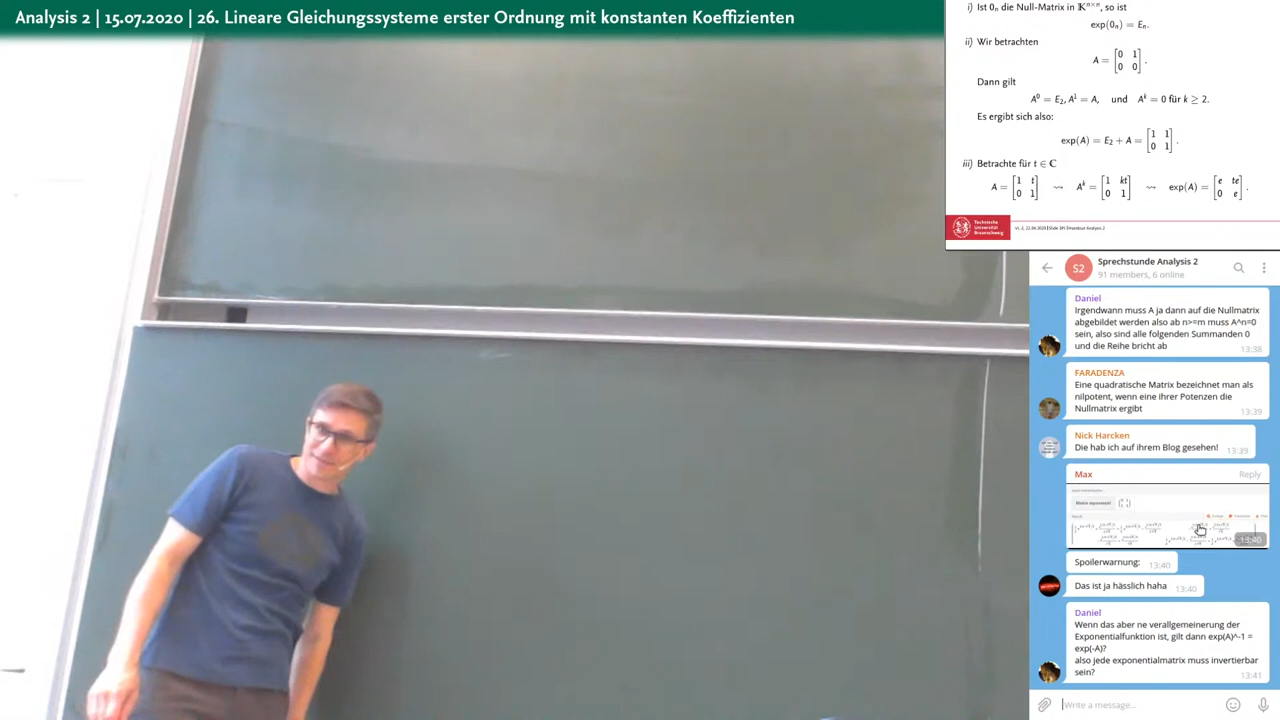 Analysis 2 | 15.07.2020 | 26. Lineare Gleichungssysteme erster Ordnung mit konstanten Koeffizienten
i) Ist 0ₙ die Null-Matrix in 𝕂ⁿˣⁿ, so ist
exp(0ₙ) = Eₙ.
ii) Wir betrachten
A = [0 1
0 0].
Dann gilt
A⁰ = E₂, A¹ = A, und Aᵏ = 0 für k ≥ 2.
Es ergibt sich also:
exp(A) = E₂ + A = [1 1
0 1].
iii) Betrachte für t ∈ ℂ
A = [1 t
0 1] ⇝ Aᵏ = [1 kt
0 1] ⇝ exp(A) = [e te
0 e].
Technische
Universität
Braunschweig
S2
Sprechstunde Analysis 2
91 members, 6 online
Daniel
Irgendwann muss A ja dann auf die Nullmatrix
abgebildet werden also ab n>=m muss A^n=0
sein, also sind alle folgenden Summanden 0
und die Reihe bricht ab
13:38
FARADENZA
Eine quadratische Matrix bezeichnet man als
nilpotent, wenn eine ihrer Potenzen die
Nullmatrix ergibt
13:39
Nick Harcken
Die hab ich auf ihrem Blog gesehen!
13:39
Max
Reply
13:40
Spoilerwarnung:
13:40
Das ist ja hässlich haha
13:40
Daniel
Wenn das aber ne verallgemeinerung der
Exponentialfunktion ist, gilt dann exp(A)^-1 =
exp(-A)?
also jede exponentialmatrix muss invertierbar
sein?
13:41
Write a message...